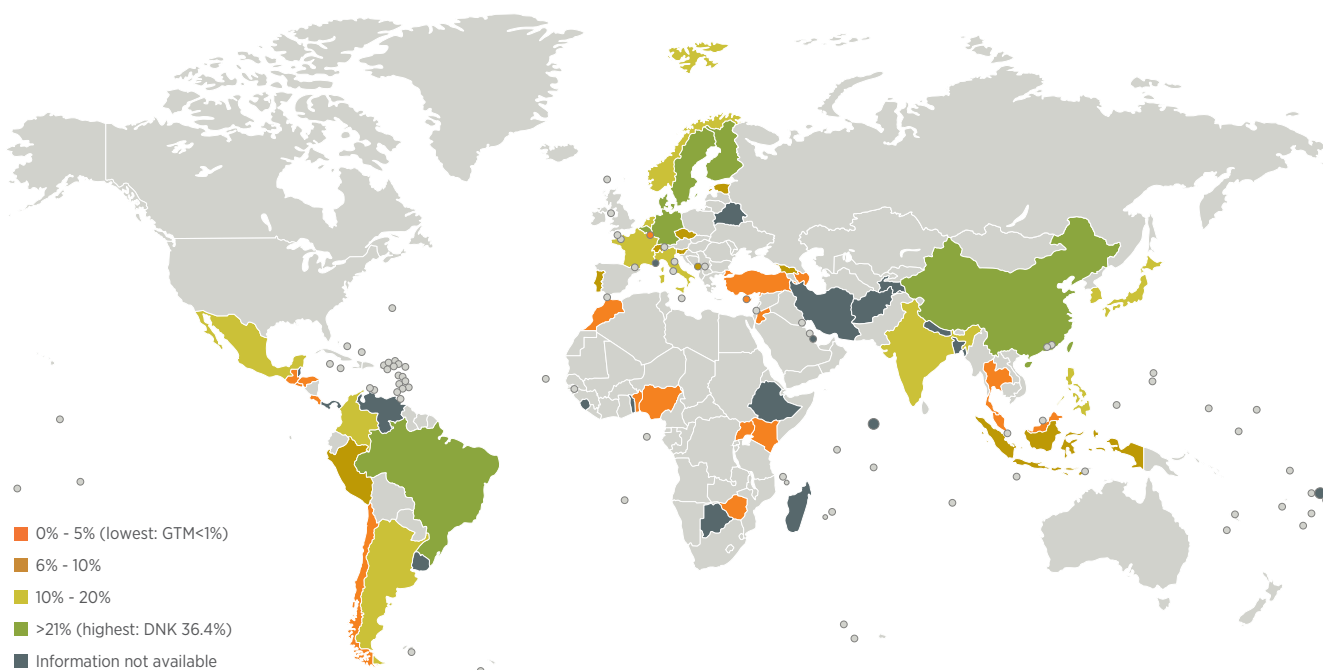 0% - 5% (lowest: GTM<1%)
6% - 10%
10% - 20%
>21% (highest: DNK 36.4%)
Information not available